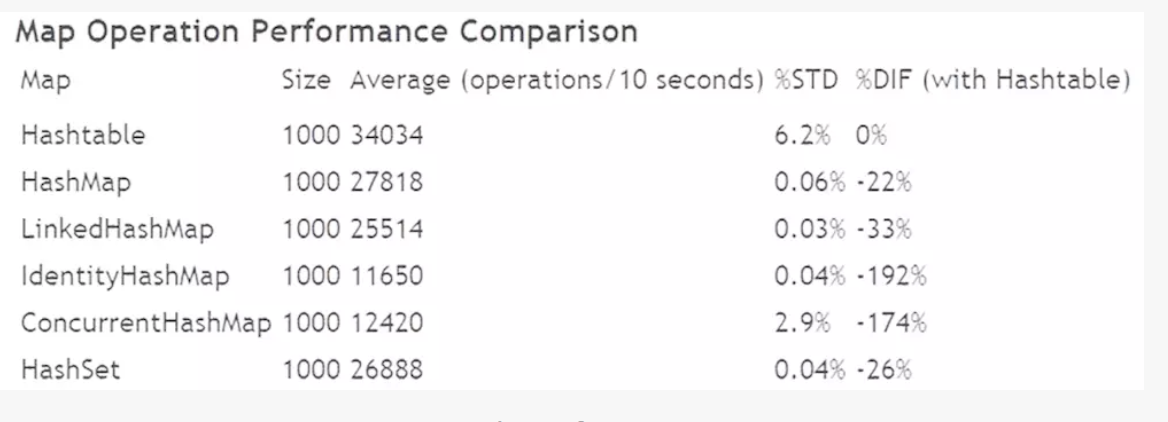 Map Operation Performance Comparison
Map Size Average (operations/10 seconds) %STD %DIF (with Hashtable)
Hashtable 1000 34034 6.2% 0%
HashMap 1000 27818 0.06% -22%
LinkedHashMap 1000 25514 0.03% -33%
IdentityHashMap 1000 11650 0.04% -192%
ConcurrentHashMap 1000 12420 2.9% -174%
HashSet 1000 26888 0.04% -26%